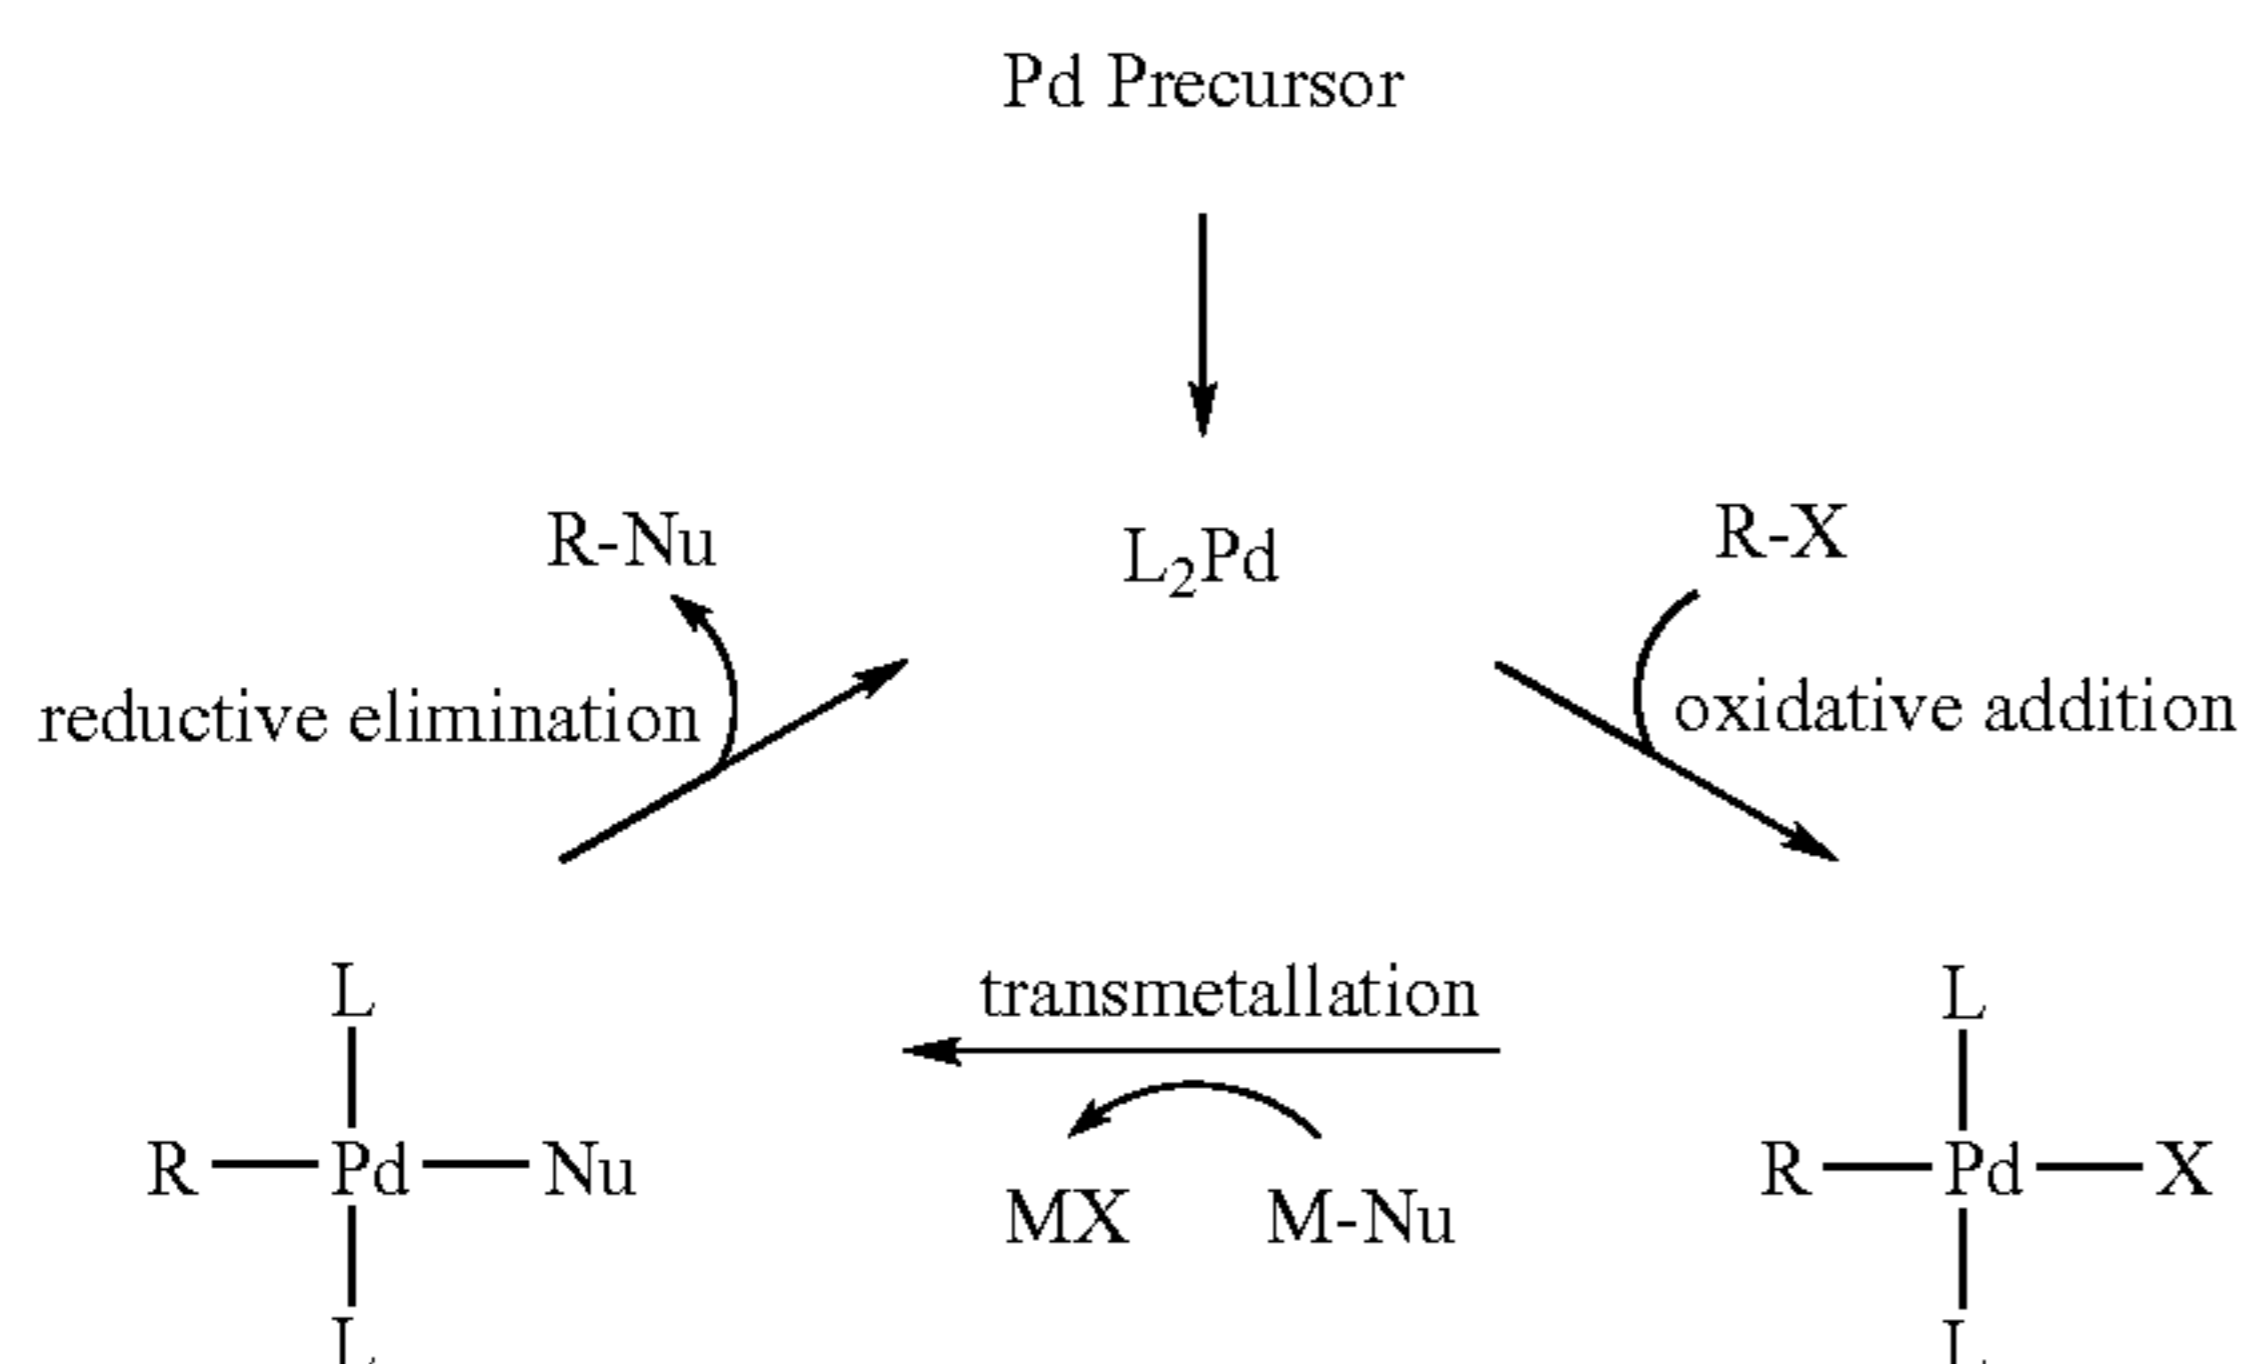 Pd Precursor
R-Nu
L₂Pd
R-X
reductive elimination
oxidative addition
L
transmetallation
L
R Pd Nu
R Pd X
MX
M-Nu
L
L